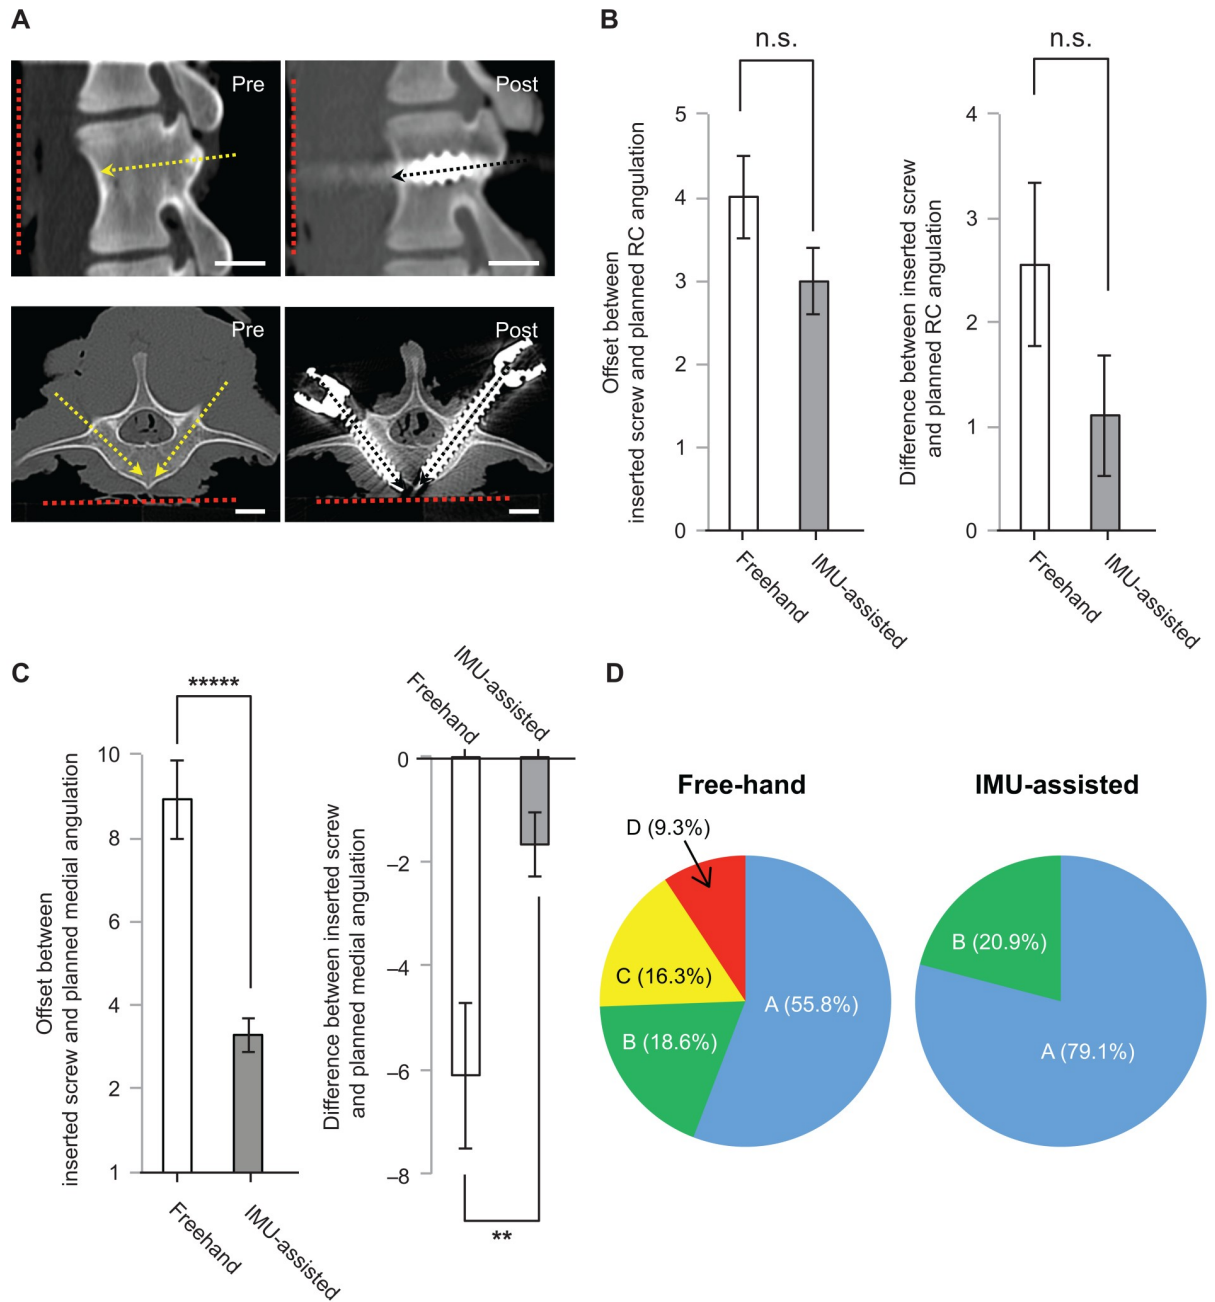 A
Pre
Post
Pre
Post
B
n.s.
Offset between
inserted screw and planned RC angulation
5
4
3
2
1
0
Freehand
IMU-assisted
n.s.
Difference between inserted screw
and planned RC angulation
4
3
2
1
0
Freehand
IMU-assisted
C
*****
Offset between
inserted screw and planned medial angulation
10
8
6
4
2
1
Freehand
IMU-assisted
Freehand
IMU-assisted
Difference between inserted screw
and planned medial angulation
0
–2
–4
–6
–8
**
D
Free-hand
D (9.3%)
C (16.3%)
B (18.6%)
A (55.8%)
IMU-assisted
B (20.9%)
A (79.1%)